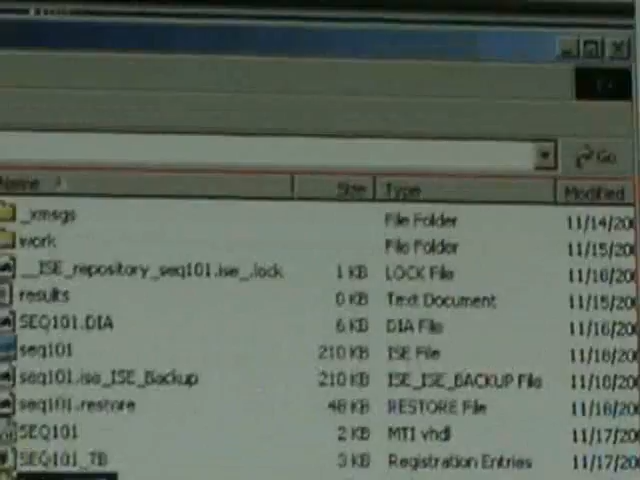 Go
Name Size Type Modified
_xmsgs File Folder 11/14/20
work File Folder 11/15/20
__ISE_repository_seq101.ise_.lock 1 KB LOCK File 11/16/20
results 0 KB Text Document 11/15/20
SEQ101.DIA 6 KB DIA File 11/16/20
seq101 210 KB ISE File 11/16/20
seq101.ise_ISE_Backup 210 KB ISE_ISE_BACKUP File 11/10/20
seq101.restore 48 KB RESTORE File 11/16/20
SEQ101 2 KB MTI vhdl 11/17/20
SEQ101_TB 3 KB Registration Entries 11/17/20